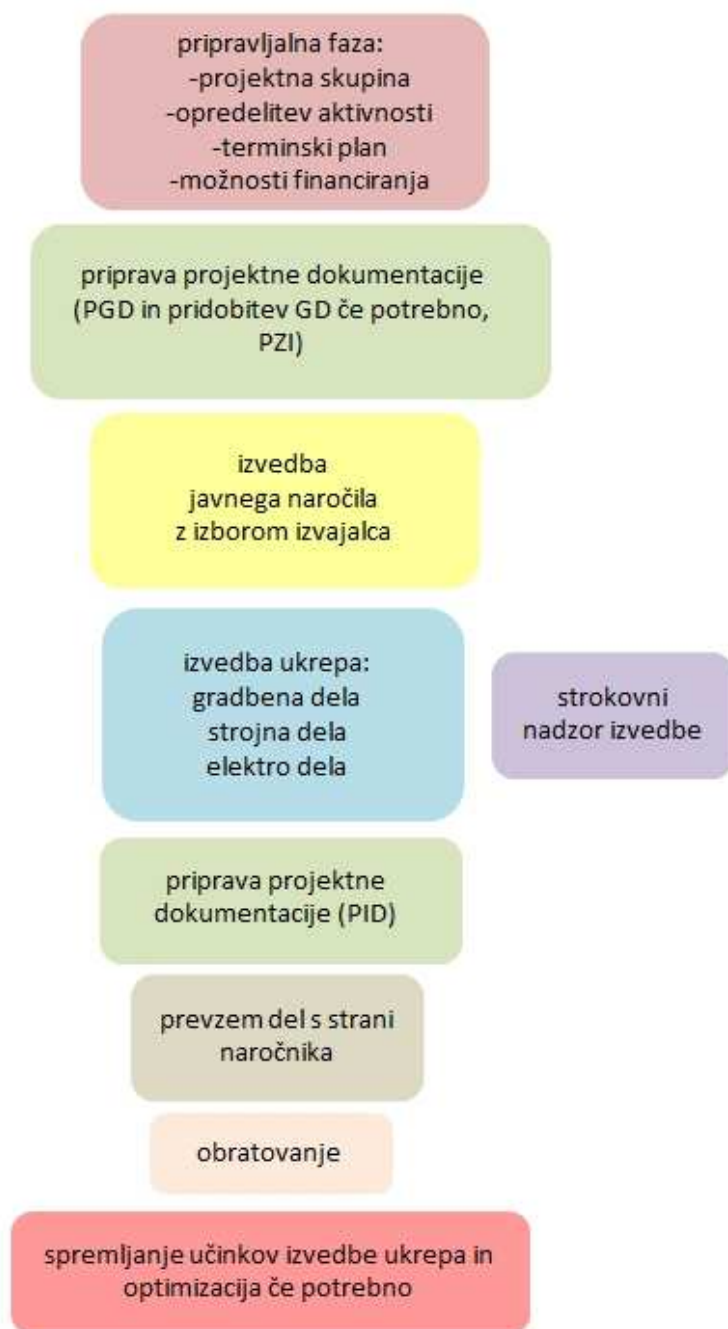 pripravljalna faza:
-projektna skupina
-opredelitev aktivnosti
-terminski plan
-možnosti financiranja
priprava projektne dokumentacije
(PGD in pridobitev GD če potrebno,
PZI)
izvedba
javnega naročila
z izborom izvajalca
izvedba ukrepa:
gradbena dela
strojna dela
elektro dela
strokovni
nadzor izvedbe
priprava projektne
dokumentacije (PID)
prevzem del s strani
naročnika
obratovanje
spremljanje učinkov izvedbe ukrepa in
optimizacija če potrebno